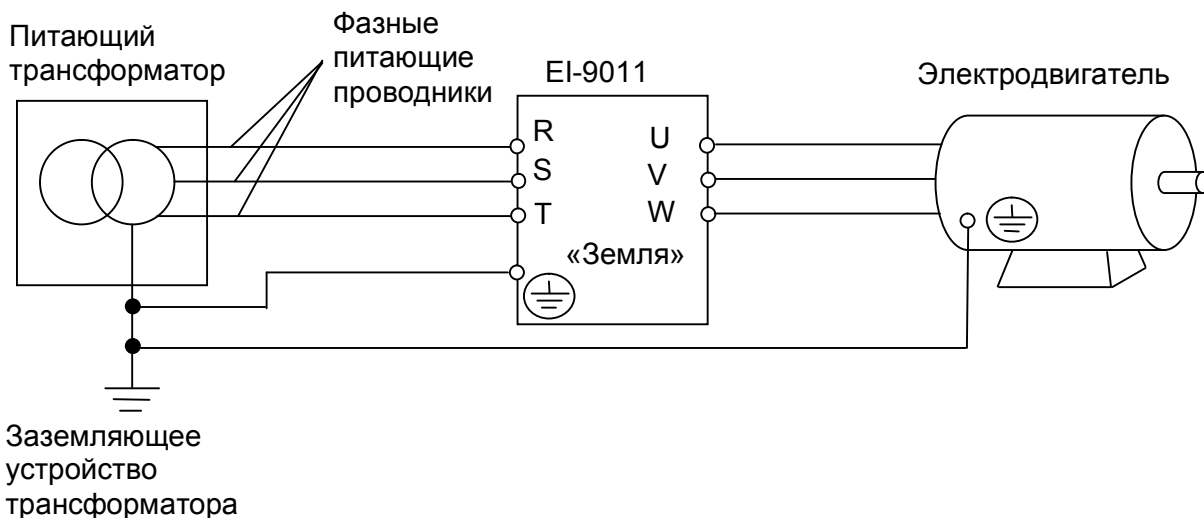 Питающий
трансформатор
Фазные
питающие
проводники
EI-9011
Электродвигатель
R
S
T
U
V
W
«Земля»
Заземляющее
устройство
трансформатора